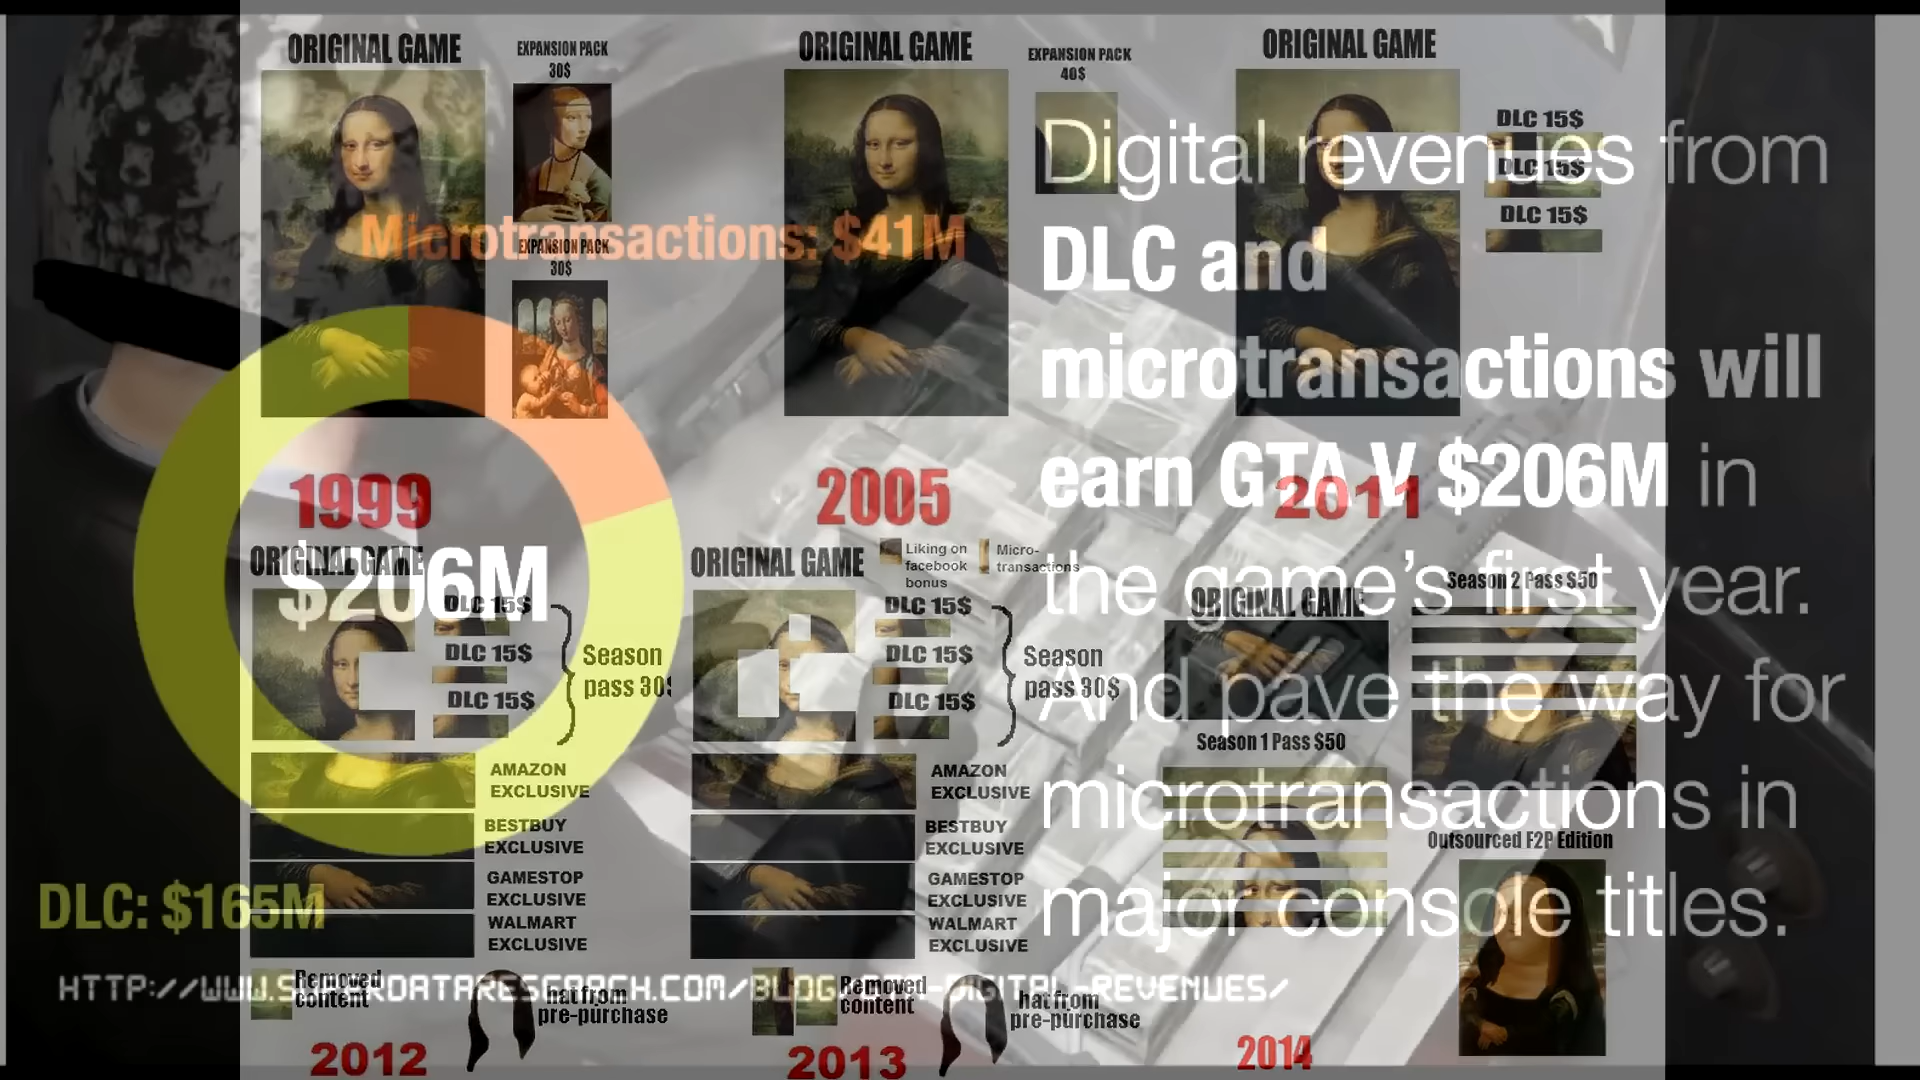 ORIGINAL GAME
EXPANSION PACK
30$
EXPANSION PACK
30$
1999
ORIGINAL GAME
EXPANSION PACK
40$
2005
ORIGINAL GAME
DLC 15$
DLC 15$
DLC 15$
2011
Microtransactions: $41M
$206M
DLC: $165M
Digital revenues from
DLC and
microtransactions will
earn GTA V $206M in
the game's first year.
And pave the way for
microtransactions in
major console titles.
ORIGINAL GAME
DLC 15$
DLC 15$
DLC 15$
Season
pass 30$
AMAZON
EXCLUSIVE
BESTBUY
EXCLUSIVE
GAMESTOP
EXCLUSIVE
WALMART
EXCLUSIVE
Removed
content
hat from
pre-purchase
2012
ORIGINAL GAME
Liking on
facebook
bonus
Micro-
transactions
DLC 15$
DLC 15$
DLC 15$
Season
pass 30$
AMAZON
EXCLUSIVE
BESTBUY
EXCLUSIVE
GAMESTOP
EXCLUSIVE
WALMART
EXCLUSIVE
Removed
content
hat from
pre-purchase
2013
ORIGINAL GAME
Season 1 Pass $50
Season 2 Pass $50
Outsourced F2P Edition
2014